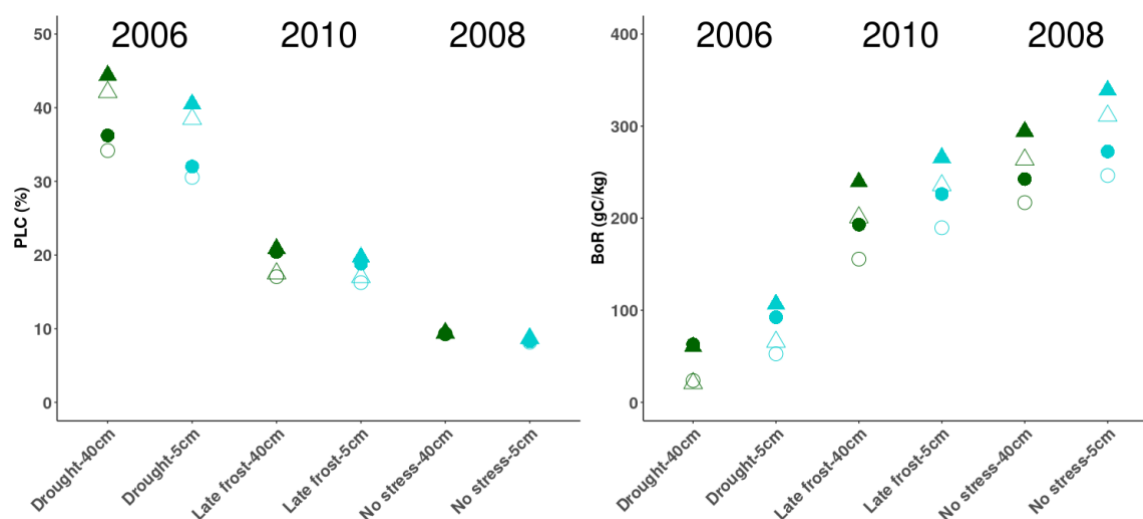 2006 2010 2008
50
40
30
20
10
0
PLC (%)
Drought-40cm
Drought-5cm
Late frost-40cm
Late frost-5cm
No stress-40cm
No stress-5cm
2006 2010 2008
400
300
200
100
0
BoR (gC/kg)
Drought-40cm
Drought-5cm
Late frost-40cm
Late frost-5cm
No stress-40cm
No stress-5cm